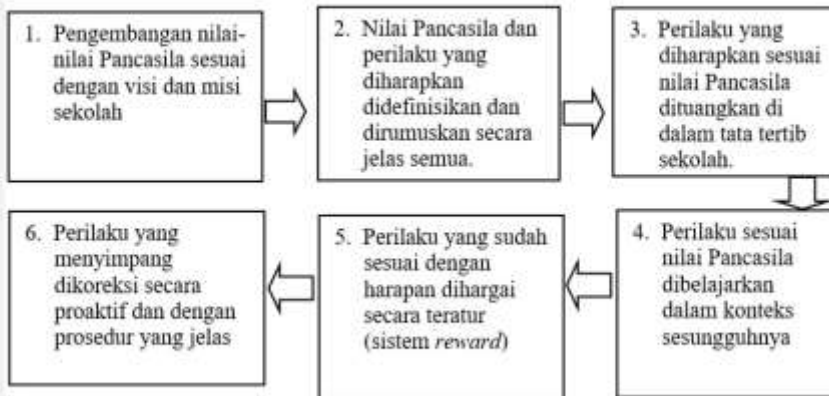 1. Pengembangan nilai-
nilai Pancasila sesuai
dengan visi dan misi
sekolah
2. Nilai Pancasila dan
perilaku yang
diharapkan
didefinisikan dan
dirumuskan secara
jelas semua.
3. Perilaku yang
diharapkan sesuai
nilai Pancasila
dituangkan di
dalam tata tertib
sekolah.
4. Perilaku sesuai
nilai Pancasila
dibelajarkan
dalam konteks
sesungguhnya
5. Perilaku yang sudah
sesuai dengan
harapan dihargai
secara teratur
(sistem reward)
6. Perilaku yang
menyimpang
dikoreksi secara
proaktif dan dengan
prosedur yang jelas